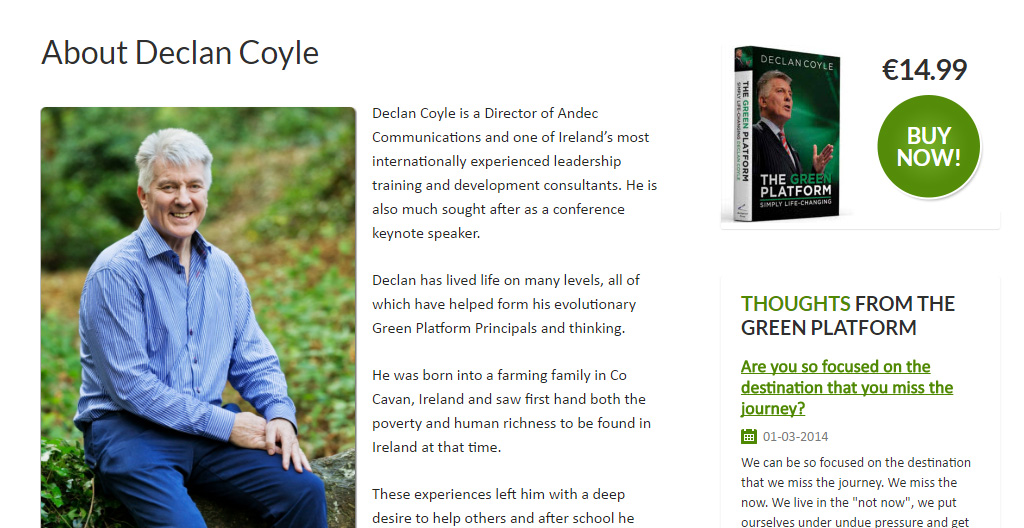 About Declan Coyle
Declan Coyle is a Director of Andec
Communications and one of Ireland’s most
internationally experienced leadership
training and development consultants. He is
also much sought after as a conference
keynote speaker.
Declan has lived life on many levels, all of
which have helped form his evolutionary
Green Platform Principals and thinking.
He was born into a farming family in Co
Cavan, Ireland and saw first hand both the
poverty and human richness to be found in
Ireland at that time.
These experiences left him with a deep
desire to help others and after school he
DECLAN COYLE
THE GREEN PLATFORM
SIMPLY LIFE-CHANGING DECLAN COYLE
THE GREEN
PLATFORM
SIMPLY LIFE-CHANGING
€14.99
BUY
NOW!
THOUGHTS FROM THE
GREEN PLATFORM
Are you so focused on the
destination that you miss the
journey?
01-03-2014
We can be so focused on the destination
that we miss the journey. We miss the
now. We live in the "not now", we put
ourselves under undue pressure and get